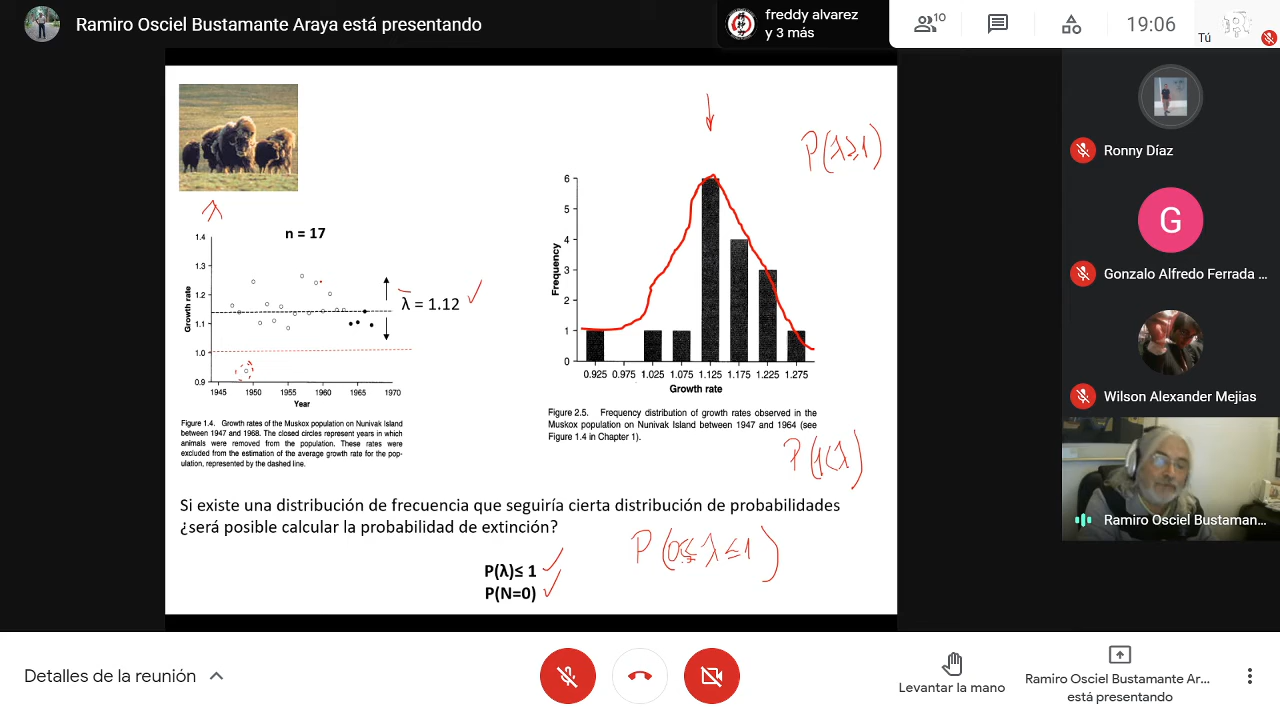 Ramiro Osciel Bustamante Araya está presentando
freddy alvarez
y 3 más
10
19:06
Tú
P(λ≥1)
λ
n = 17
1.4
1.3
1.2
1.1
1.0
0.9
Growth rate
1945 1950 1955 1960 1965 1970
Year
λ = 1.12
Figure 1.4. Growth rates of the Muskox population on Nunivak Island
between 1947 and 1968. The closed circles represent years in which
animals were removed from the population. These rates were
excluded from the estimation of the average growth rate for the pop-
ulation, represented by the dashed line.
6
5
4
3
2
1
0
Frequency
0.925 0.975 1.025 1.075 1.125 1.175 1.225 1.275
Growth rate
Figure 2.5. Frequency distribution of growth rates observed in the
Muskox population on Nunivak Island between 1947 and 1964 (see
Figure 1.4 in Chapter 1).
P(1<λ)
Si existe una distribución de frecuencia que seguiría cierta distribución de probabilidades
¿será posible calcular la probabilidad de extinción?
P(0≤λ≤1)
P(λ)≤ 1
P(N=0)
Ronny Díaz
G
Gonzalo Alfredo Ferrada ...
Wilson Alexander Mejias
Ramiro Osciel Bustaman...
Detalles de la reunión
Levantar la mano
Ramiro Osciel Bustamante Ar...
está presentando